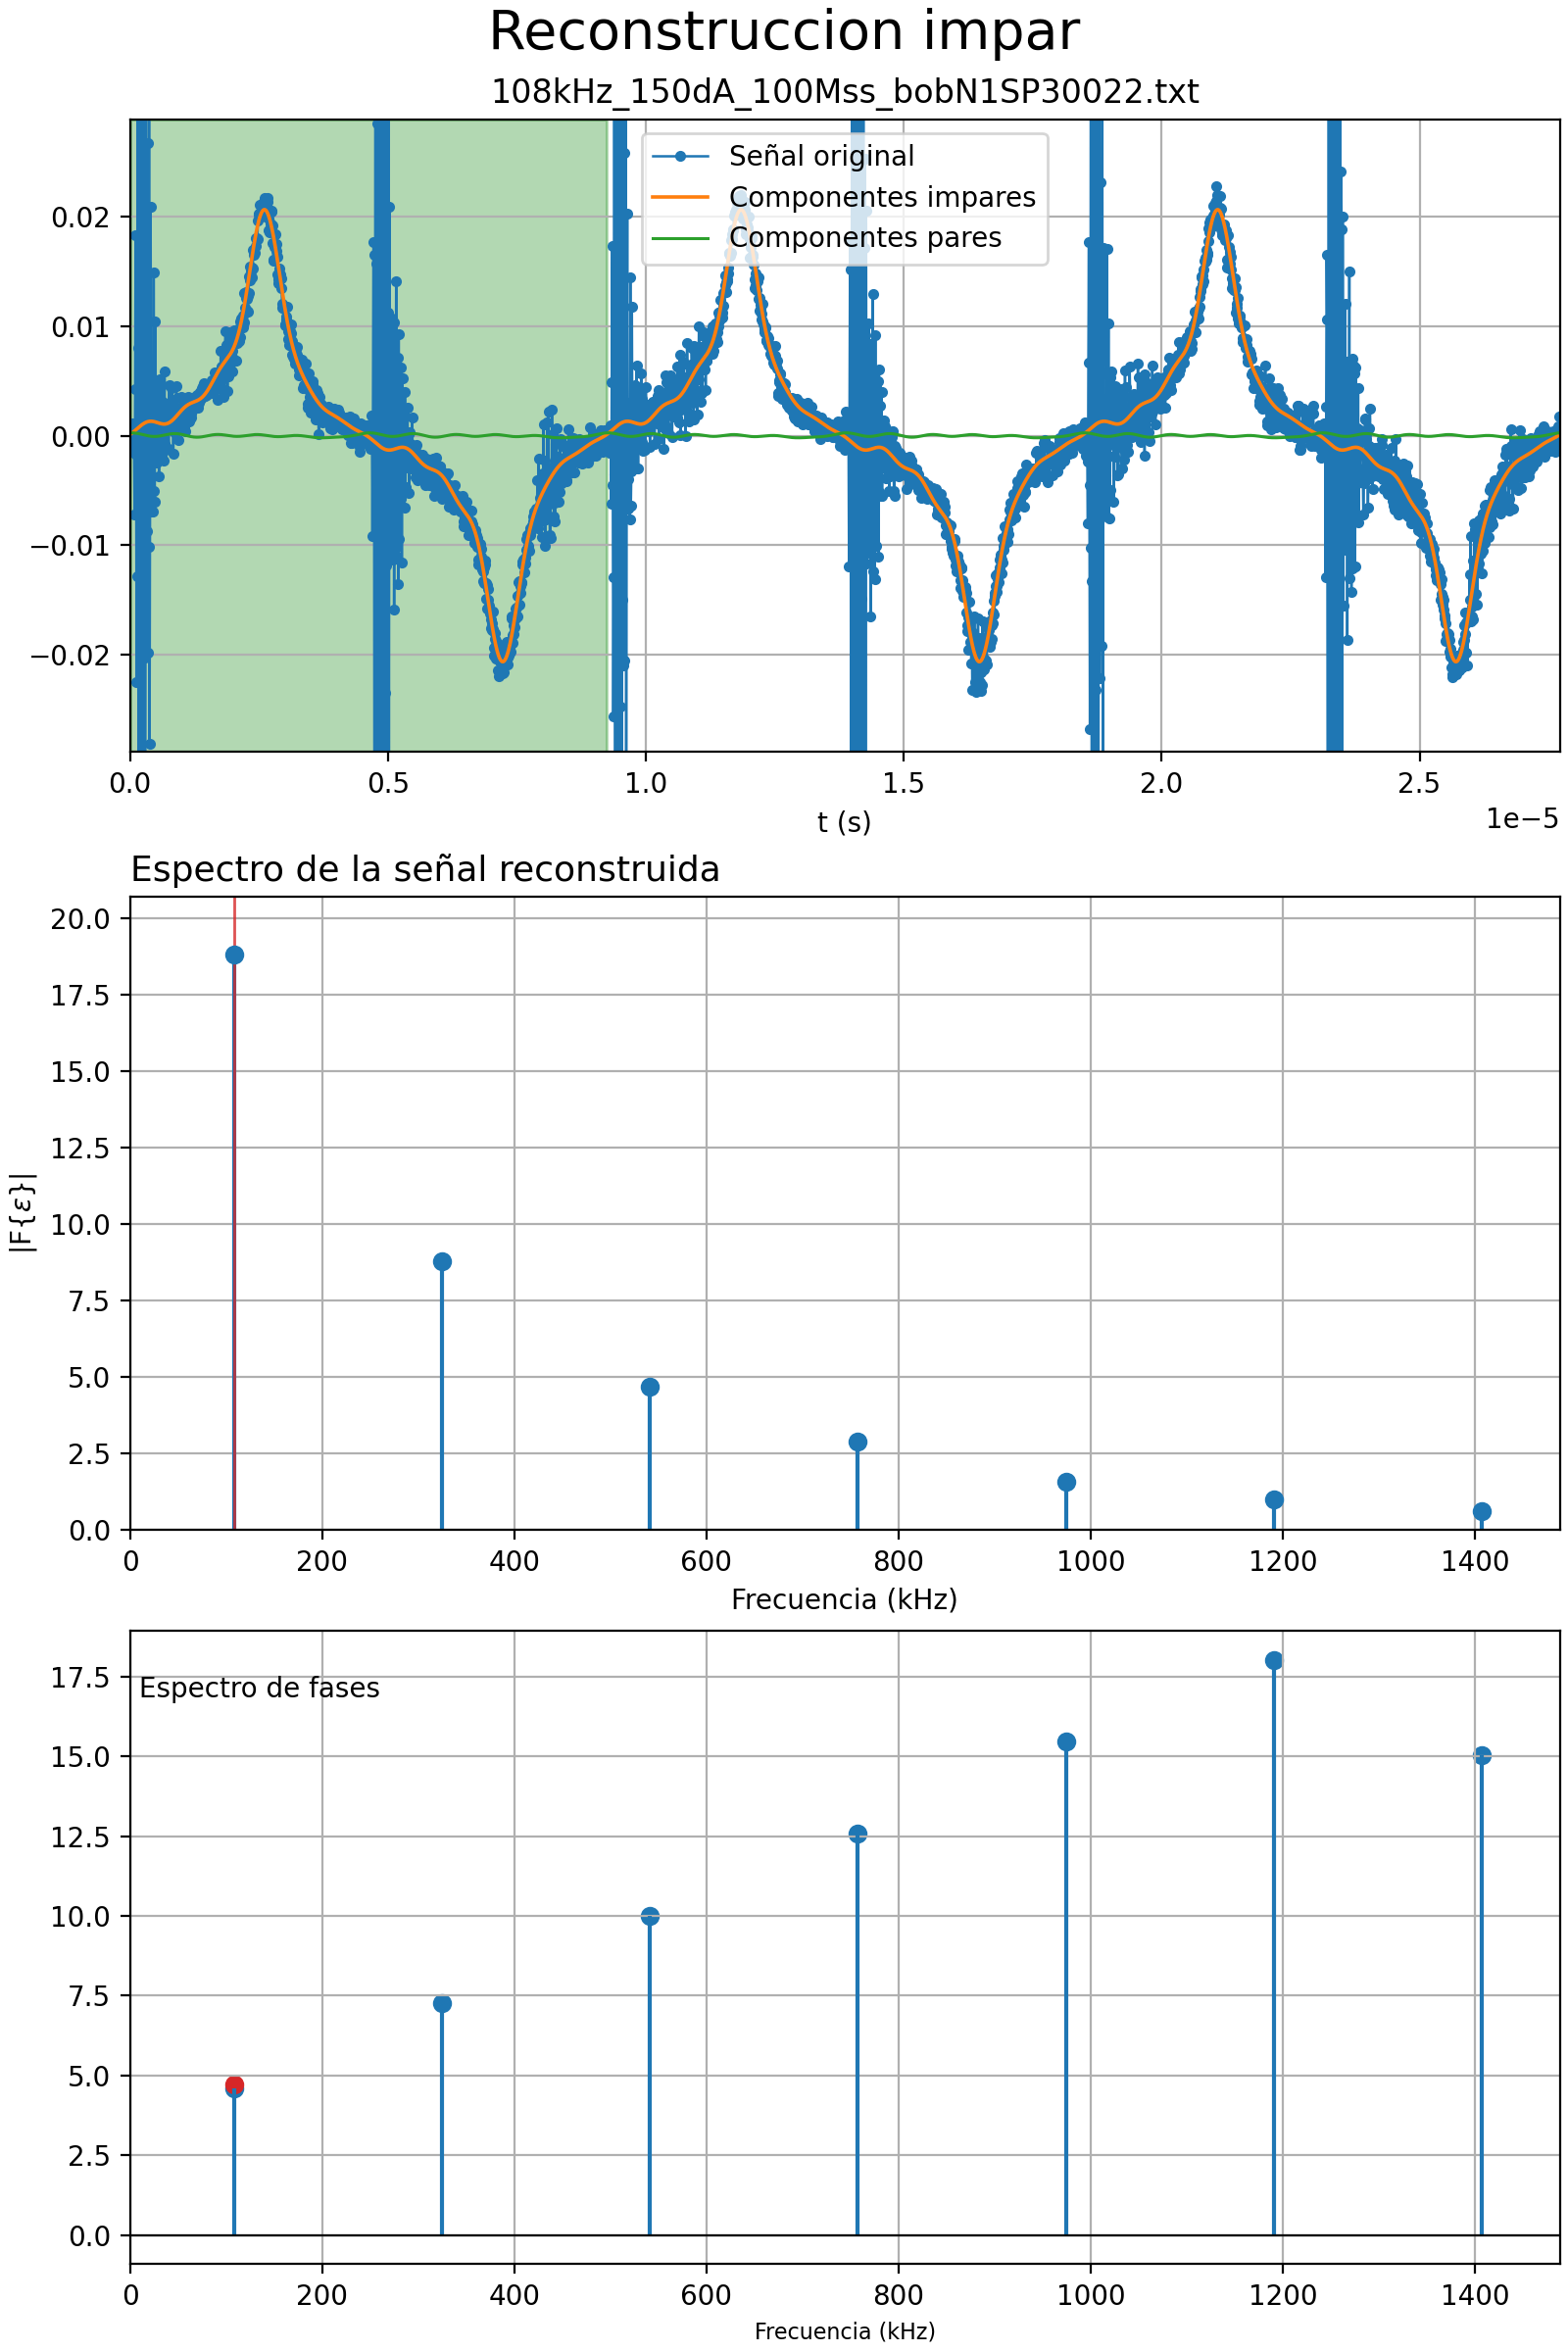 Reconstruccion impar
108kHz_150dA_100Mss_bobN1SP30022.txt
Señal original
Componentes impares
Componentes pares
0.02
0.01
0.00
−0.01
−0.02
0.0 0.5 1.0 1.5 2.0 2.5
t (s)
1e−5
Espectro de la señal reconstruida
20.0
17.5
15.0
12.5
10.0
7.5
5.0
2.5
0.0
|F{ε}|
0 200 400 600 800 1000 1200 1400
Frecuencia (kHz)
Espectro de fases
17.5
15.0
12.5
10.0
7.5
5.0
2.5
0.0
0 200 400 600 800 1000 1200 1400
Frecuencia (kHz)